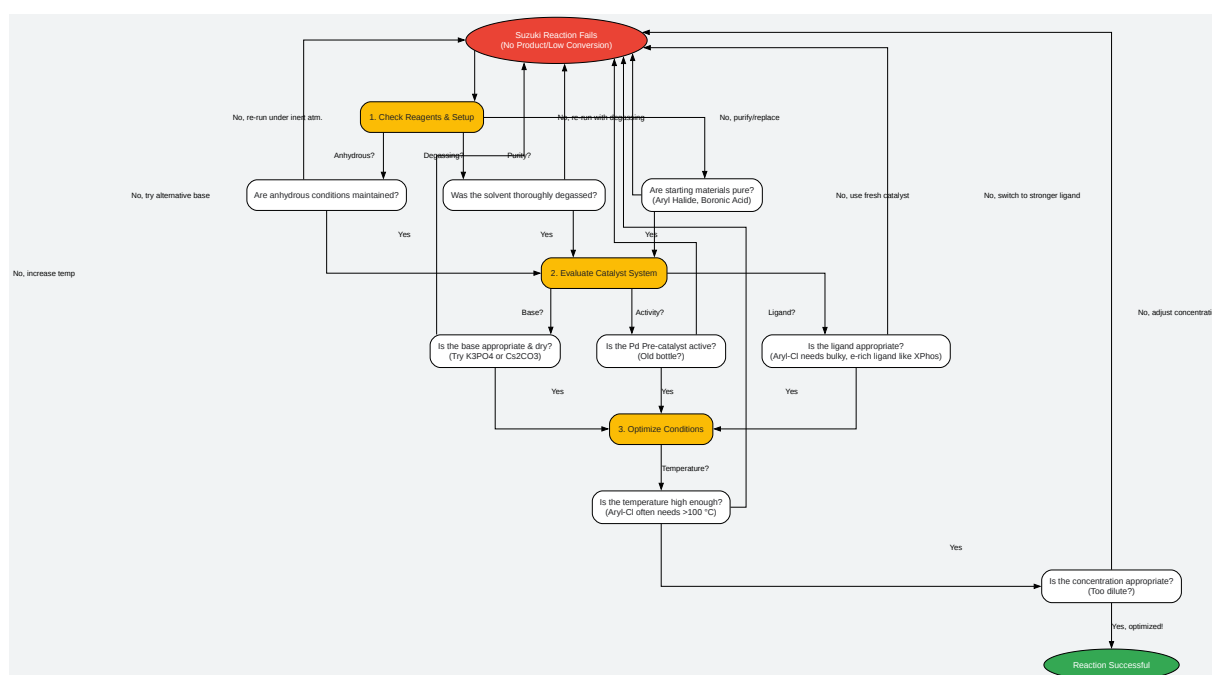 Suzuki Reaction Fails
(No Product/Low Conversion)
No, re-run under inert atm.
1. Check Reagents & Setup
No, re-run with degassing
No, purify/replace
Anhydrous?
Degassing?
Purity?
No, try alternative base
Are anhydrous conditions maintained?
Was the solvent thoroughly degassed?
Are starting materials pure?
(Aryl Halide, Boronic Acid)
No, use fresh catalyst
No, switch to stronger ligand
Yes
Yes
Yes
No, increase temp
2. Evaluate Catalyst System
Base?
Activity?
Ligand?
No, adjust concentrati
Is the base appropriate & dry?
(Try K3PO4 or Cs2CO3)
Is the Pd Pre-catalyst active?
(Old bottle?)
Is the ligand appropriate?
(Aryl-Cl needs bulky, e-rich ligand like XPhos)
Yes
Yes
Yes
3. Optimize Conditions
Temperature?
Is the temperature high enough?
(Aryl-Cl often needs >100 °C)
Yes
Is the concentration appropriate?
(Too dilute?)
Yes, optimized!
Reaction Successful